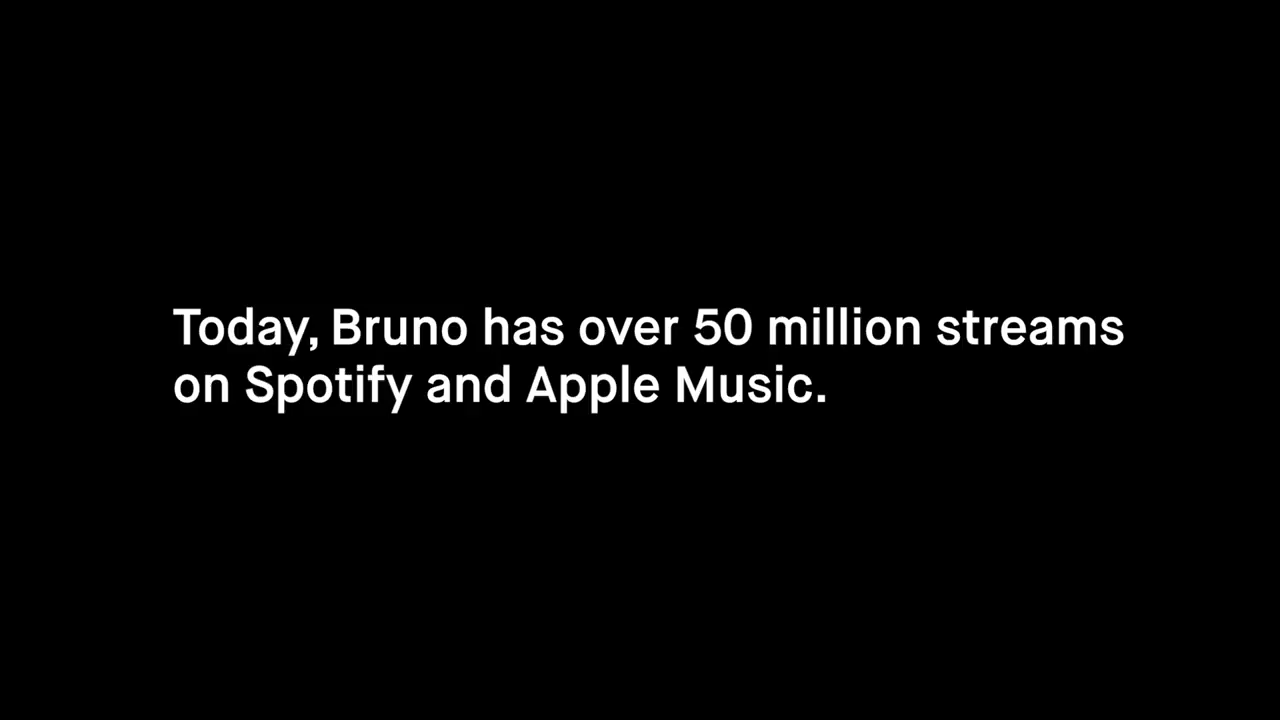 Today, Bruno has over 50 million streams
on Spotify and Apple Music.